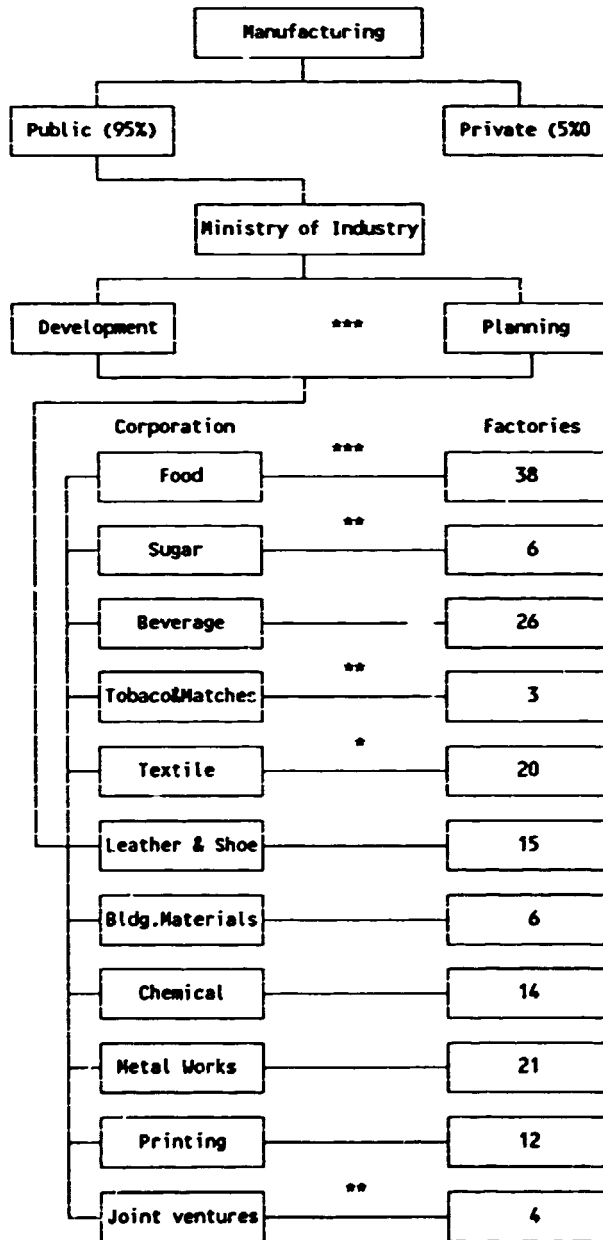 Manufacturing
Public (95%) Private (5%0
Ministry of Industry
Development *** Planning
Corporation Factories
***
Food 38
**
Sugar 6
Beverage 26
**
Tobaco&Matches 3
*
Textile 20
Leather & Shoe 15
Bldg.Materials 6
Chemical 14
Metal Works 21
Printing 12
**
Joint ventures 4